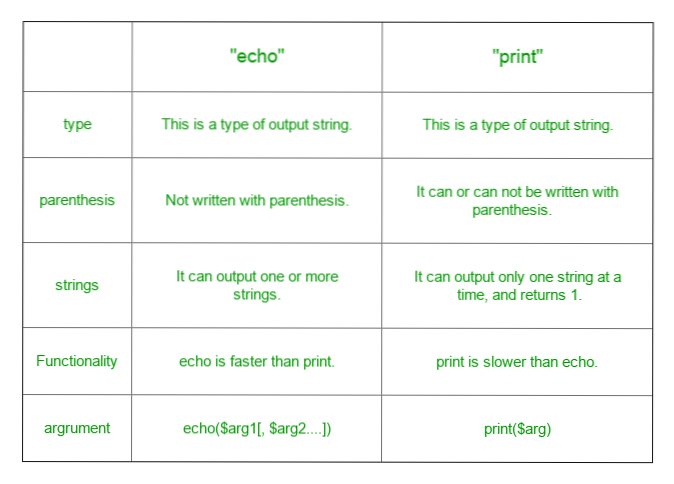 "echo"
"print"
type
This is a type of output string.
This is a type of output string.
parenthesis
Not written with parenthesis.
It can or can not be written with
parenthesis.
strings
It can output one or more
strings.
It can output only one string at a
time, and returns 1.
Functionality
echo is faster than print.
print is slower than echo.
argrument
echo($arg1[, $arg2....])
print($arg)